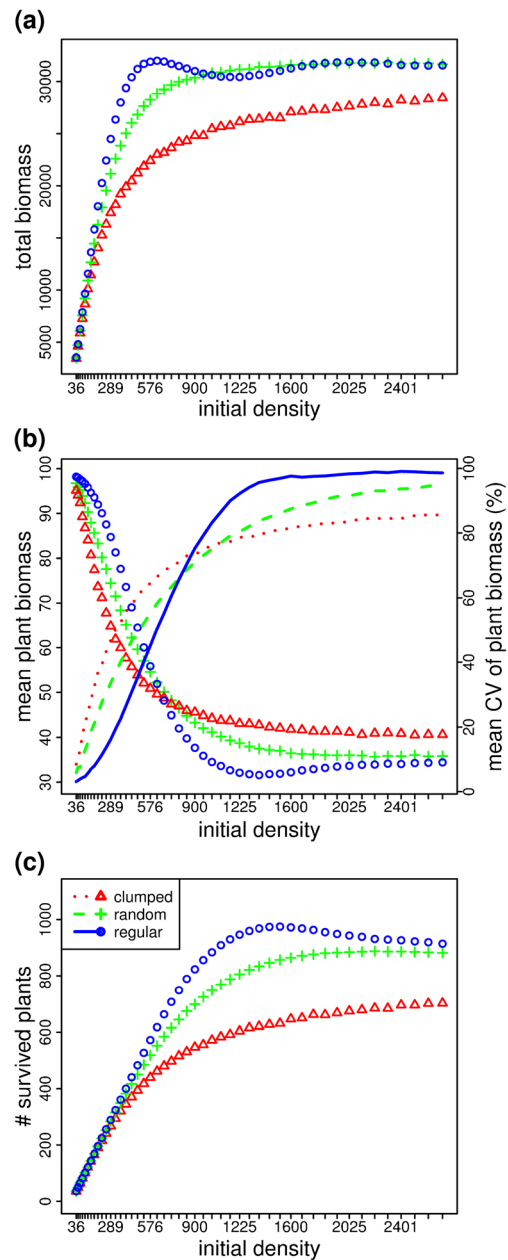 (a)
total biomass
5000
10000
20000
30000
36 289 576 900 1225 1600 2025 2401
initial density
(b)
mean plant biomass
30
40
50
60
70
80
90
100
0
20
40
60
80
100
mean CV of plant biomass (%)
36 289 576 900 1225 1600 2025 2401
initial density
(c)
clumped
random
regular
# survived plants
0
200
400
600
800
1000
36 289 576 900 1225 1600 2025 2401
initial density